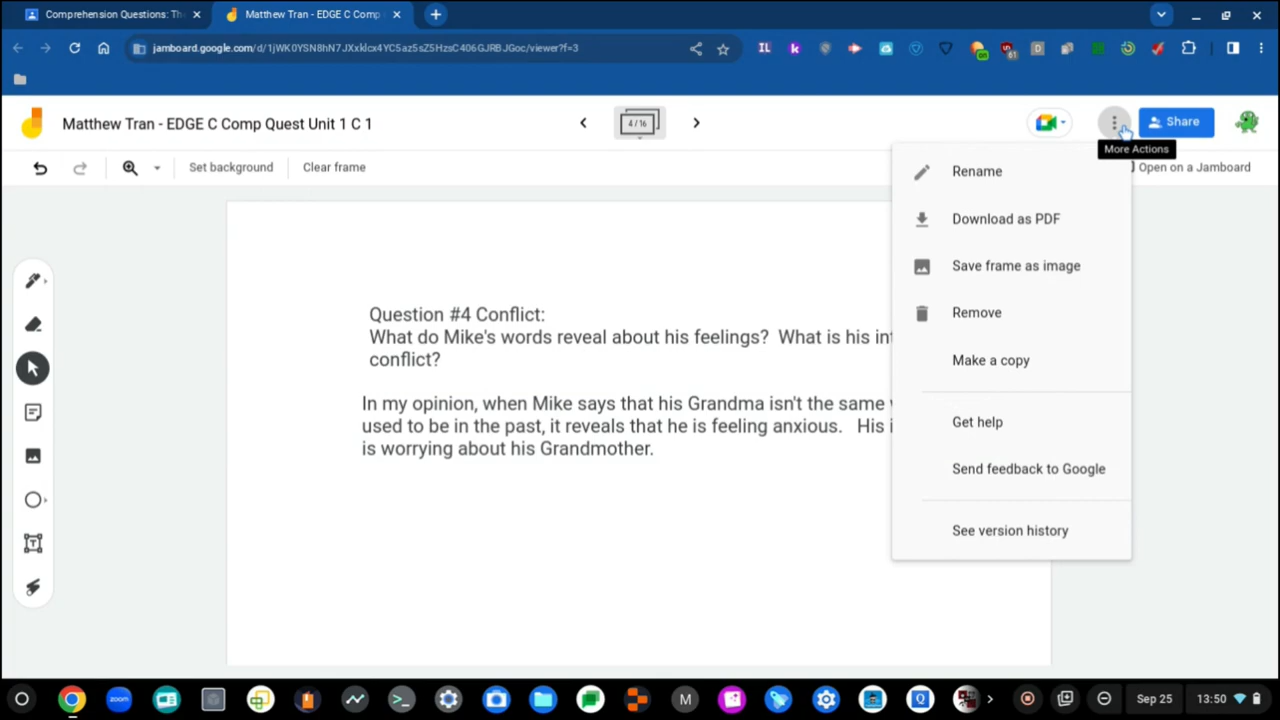 Comprehension Questions: Th
Matthew Tran - EDGE C Comp
jamboard.google.com/d/1jWK0YSN8hN7JXxklcx4YC5az5sZ5HzsC406GJRBJGoc/viewer?f=3
Matthew Tran - EDGE C Comp Quest Unit 1 C 1
4 / 16
Share
More Actions
Set background
Clear frame
Open on a Jamboard
Rename
Download as PDF
Save frame as image
Remove
Make a copy
Get help
Send feedback to Google
See version history
Question #4 Conflict:
What do Mike's words reveal about his feelings?  What is his int
conflict?
In my opinion, when Mike says that his Grandma isn't the same
used to be in the past, it reveals that he is feeling anxious.   His i
is worrying about his Grandmother.
zoom
M
Q
Sep 25
13:50